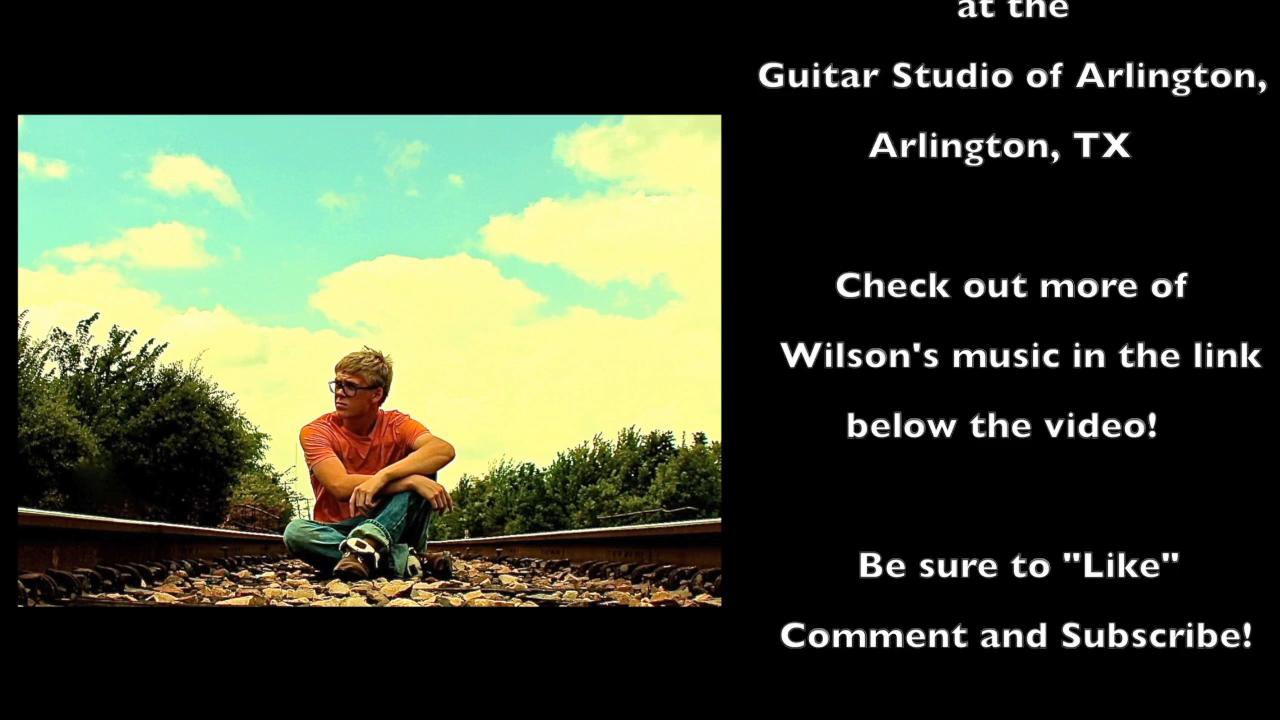 at the
Guitar Studio of Arlington,
Arlington, TX
Check out more of
Wilson's music in the link
below the video!
Be sure to "Like"
Comment and Subscribe!